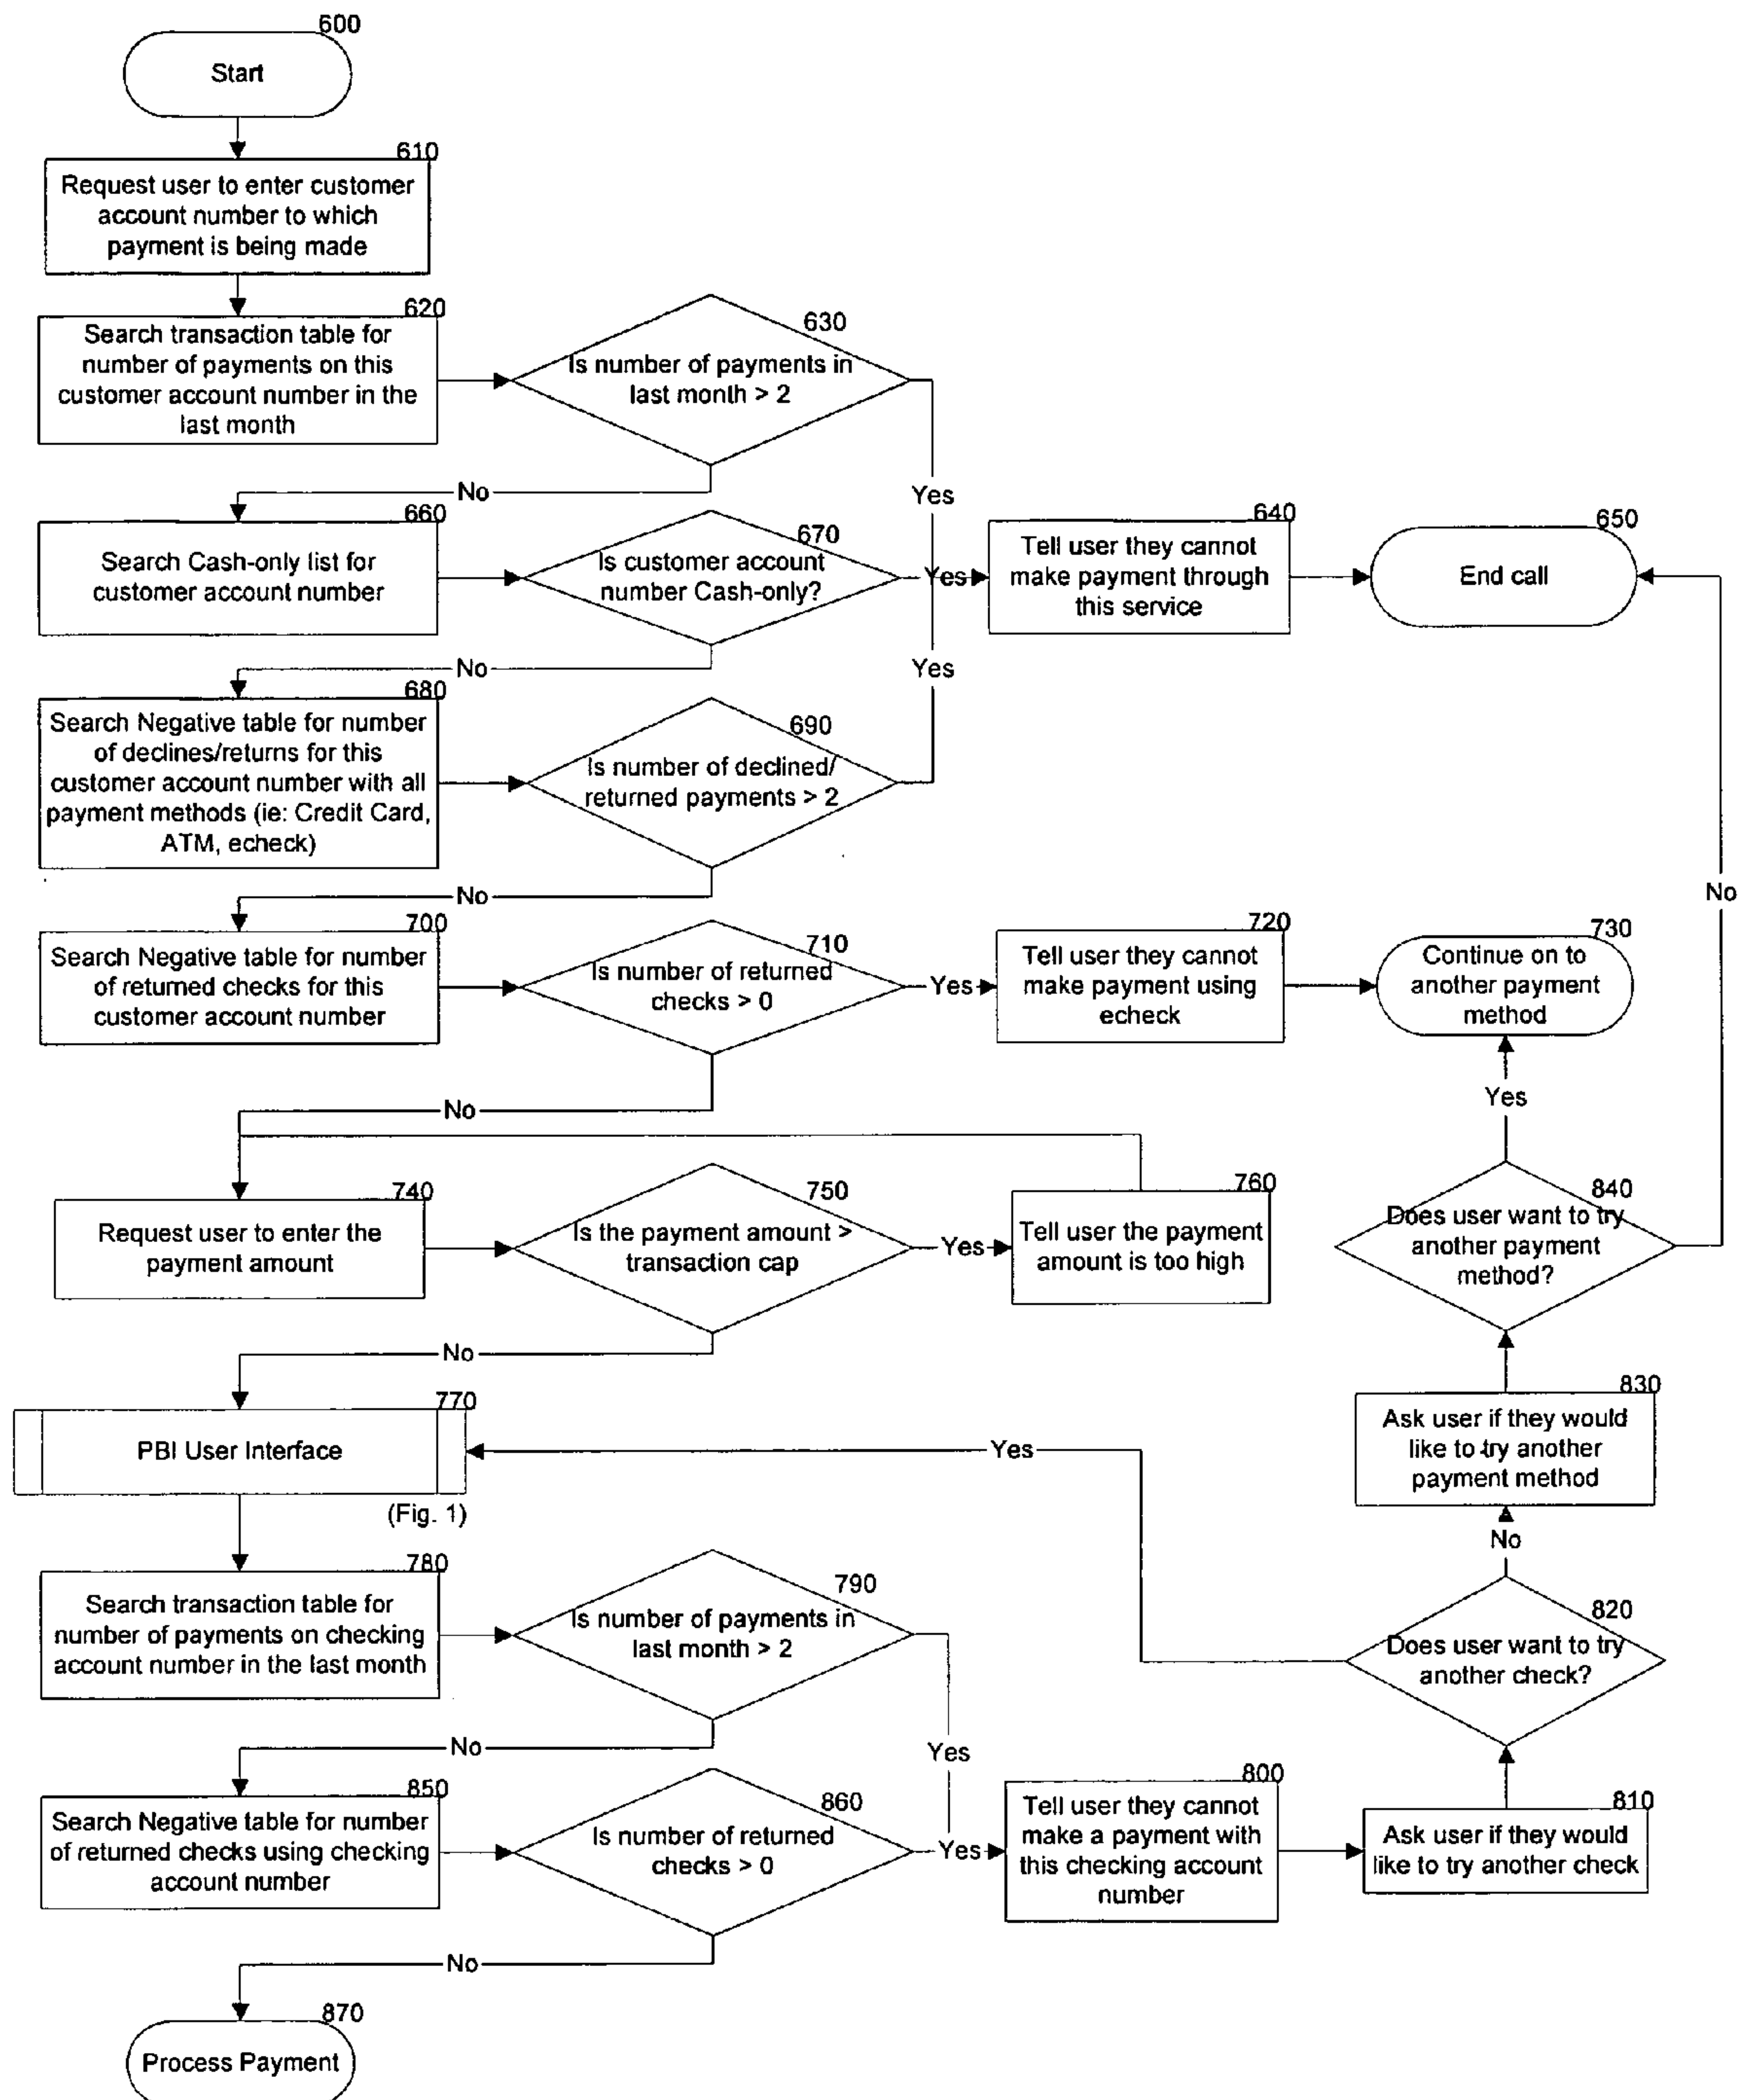 600
Start
610
Request user to enter customer
account number to which
payment is being made
620
Search transaction table for
number of payments on this
customer account number in the
last month
630
Is number of payments in
last month > 2
No
Yes
660
Search Cash-only list for
customer account number
670
Is customer account
number Cash-only?
Yes
640
Tell user they cannot
make payment through
this service
650
End call
No
Yes
680
Search Negative table for number
of declines/returns for this
customer account number with all
payment methods (ie: Credit Card,
ATM, echeck)
690
Is number of declined/
returned payments > 2
No
No
700
Search Negative table for number
of returned checks for this
customer account number
710
Is number of returned
checks > 0
Yes
720
Tell user they cannot
make payment using
echeck
730
Continue on to
another payment
method
Yes
No
740
Request user to enter the
payment amount
750
Is the payment amount >
transaction cap
Yes
760
Tell user the payment
amount is too high
840
Does user want to try
another payment
method?
No
770
PBI User Interface
(Fig. 1)
Yes
830
Ask user if they would
like to try another
payment method
No
780
Search transaction table for
number of payments on checking
account number in the last month
790
Is number of payments in
last month > 2
820
Does user want to try
another check?
No
Yes
850
Search Negative table for number
of returned checks using checking
account number
860
Is number of returned
checks > 0
Yes
800
Tell user they cannot
make a payment with
this checking account
number
810
Ask user if they would
like to try another check
No
870
Process Payment